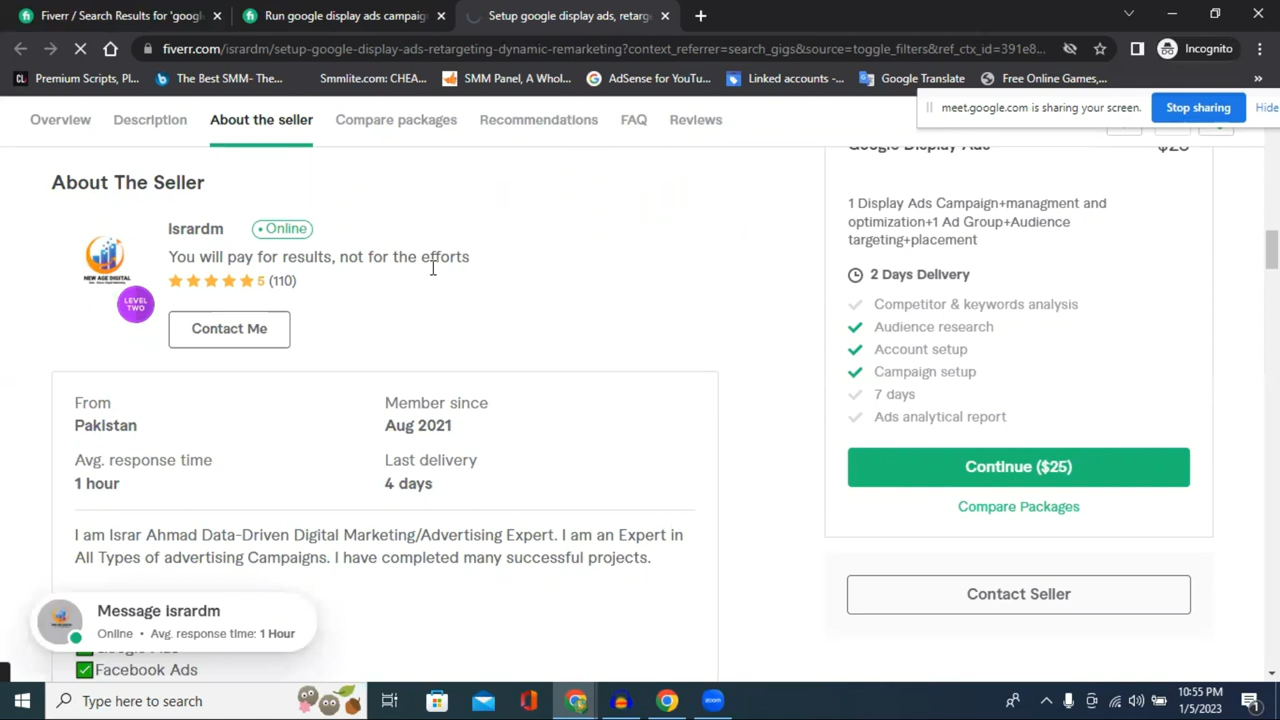 Fiverr / Search Results for 'googl
Run google display ads campaig
Setup google display ads, retarge
fiverr.com/isrardm/setup-google-display-ads-retargeting-dynamic-remarketing?context_referrer=search_gigs&source=toggle_filters&ref_ctx_id=391e8...
Incognito
Premium Scripts, Pl...
The Best SMM- The...
Smmlite.com: CHEA...
SMM Panel, A Whol...
AdSense for YouTu...
Linked accounts -...
Google Translate
Free Online Games,...
»
meet.google.com is sharing your screen.
Stop sharing
Hide
Overview
Description
About the seller
Compare packages
Recommendations
FAQ
Reviews
About The Seller
Isrardm
• Online
You will pay for results, not for the efforts
5 (110)
NEW AGE DIGITAL
LEVEL
TWO
Contact Me
From
Pakistan
Member since
Aug 2021
Avg. response time
1 hour
Last delivery
4 days
I am Israr Ahmad Data-Driven Digital Marketing/Advertising Expert. I am an Expert in
All Types of advertising Campaigns. I have completed many successful projects.
Facebook Ads
Message Isrardm
Online • Avg. response time: 1 Hour
Google Display Ads
$25
1 Display Ads Campaign+managment and
optimization+1 Ad Group+Audience
targeting+placement
2 Days Delivery
Competitor & keywords analysis
Audience research
Account setup
Campaign setup
7 days
Ads analytical report
Continue ($25)
Compare Packages
Contact Seller
Type here to search
10:55 PM
1/5/2023